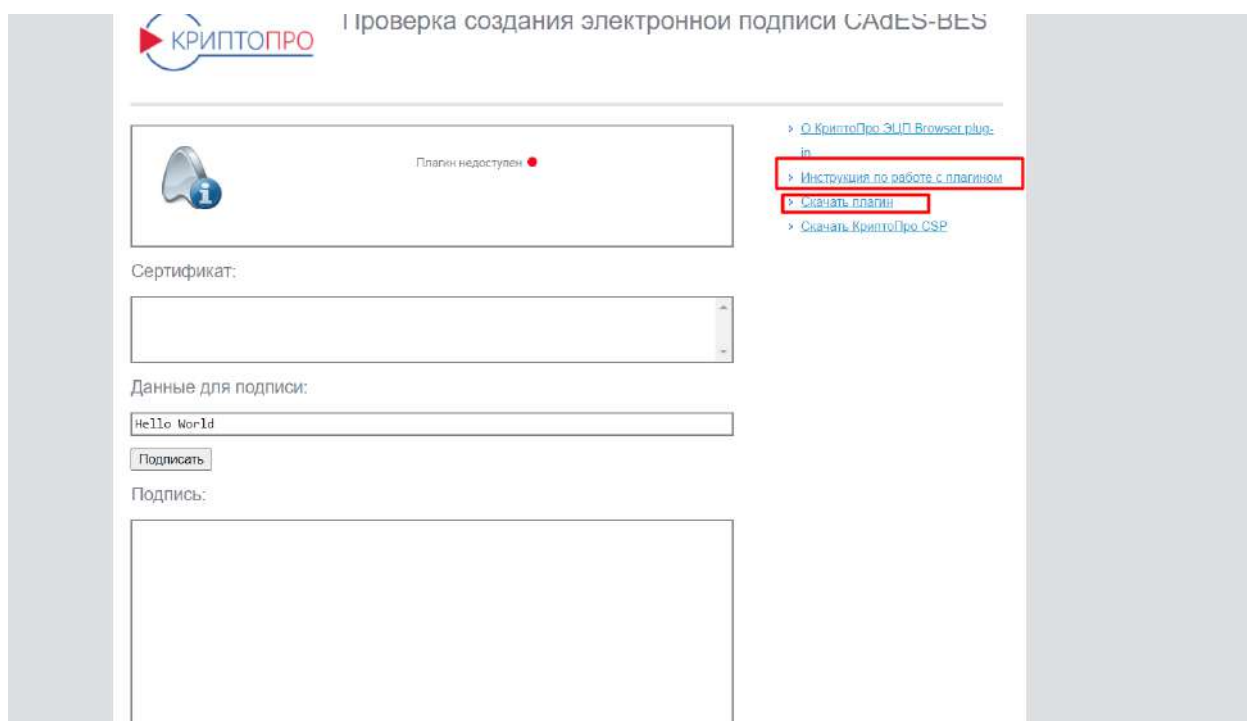 Проверка создания электронной подписи CAdES-BES
КРИПТОПРО
Плагин недоступен
О КриптоПро ЭЦП Browser plug-
in
Инструкция по работе с плагином
Скачать плагин
Скачать КриптоПро CSP
Сертификат:
Данные для подписи:
Hello World
Подписать
Подпись: